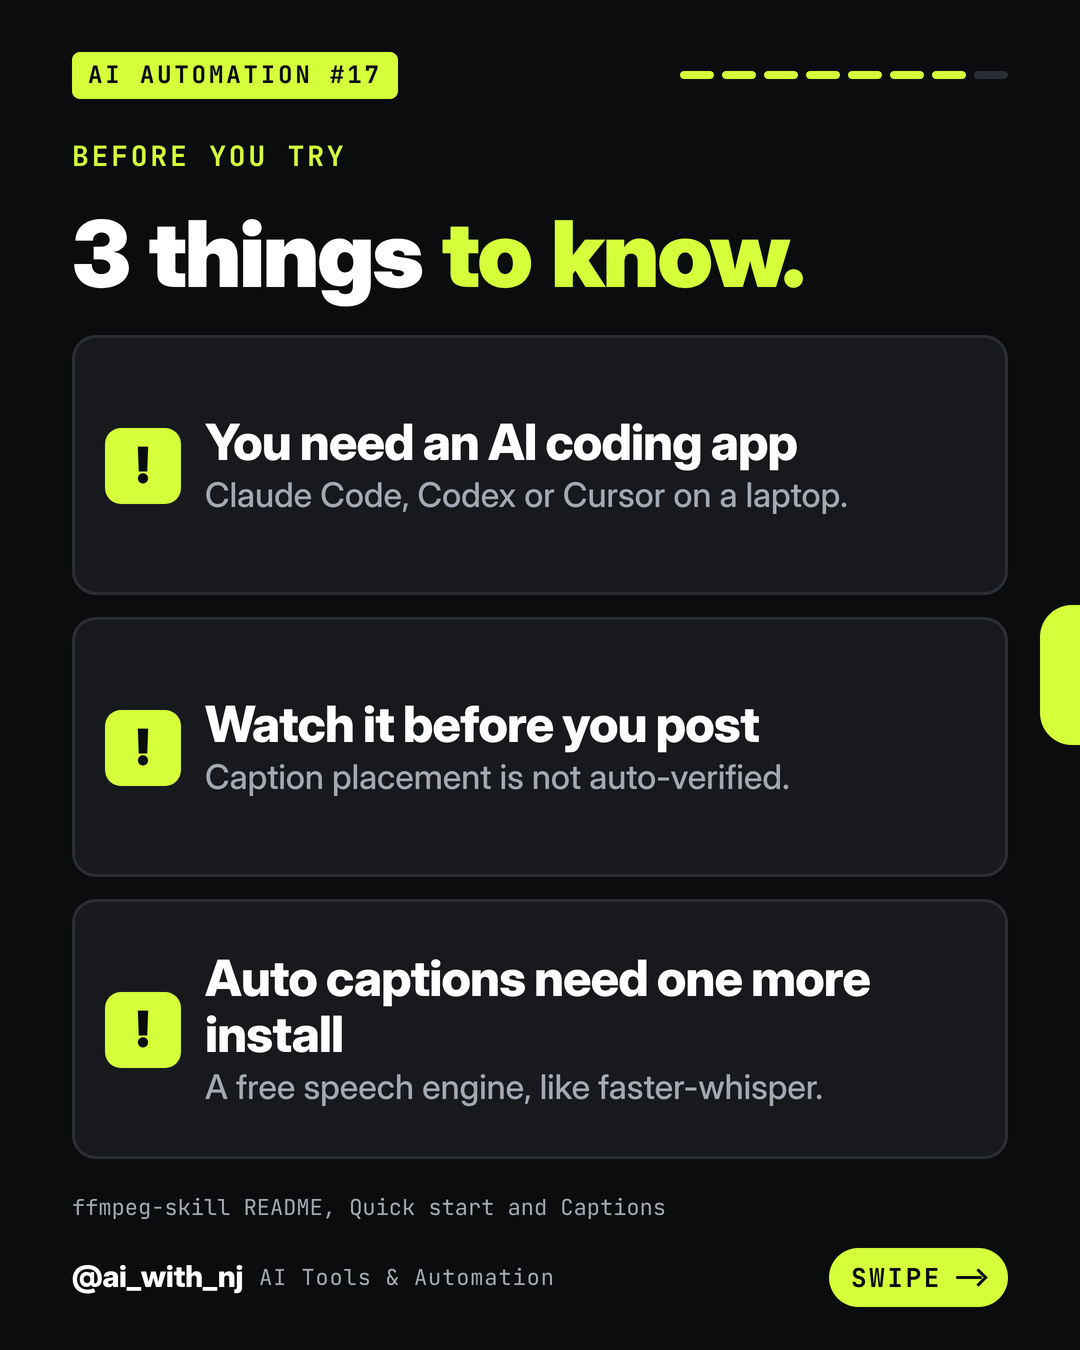 AI AUTOMATION #17
BEFORE YOU TRY
3 things to know.
!
You need an AI coding app
Claude Code, Codex or Cursor on a laptop.
!
Watch it before you post
Caption placement is not auto-verified.
!
Auto captions need one more
install
A free speech engine, like faster-whisper.
ffmpeg-skill README, Quick start and Captions
@ai_with_nj AI Tools & Automation
SWIPE →